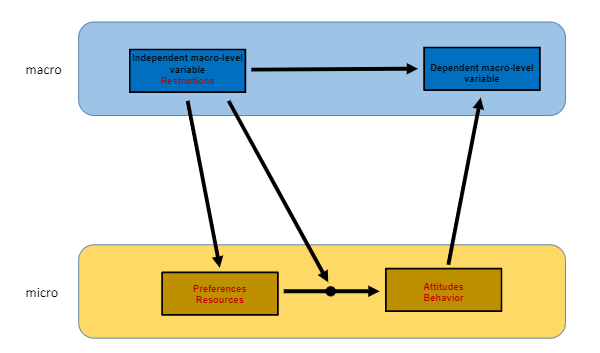 macro
Independent macro-level
variable
Restrictions
Dependent macro-level
variable
micro
Preferences
Resources
Attitudes
Behavior